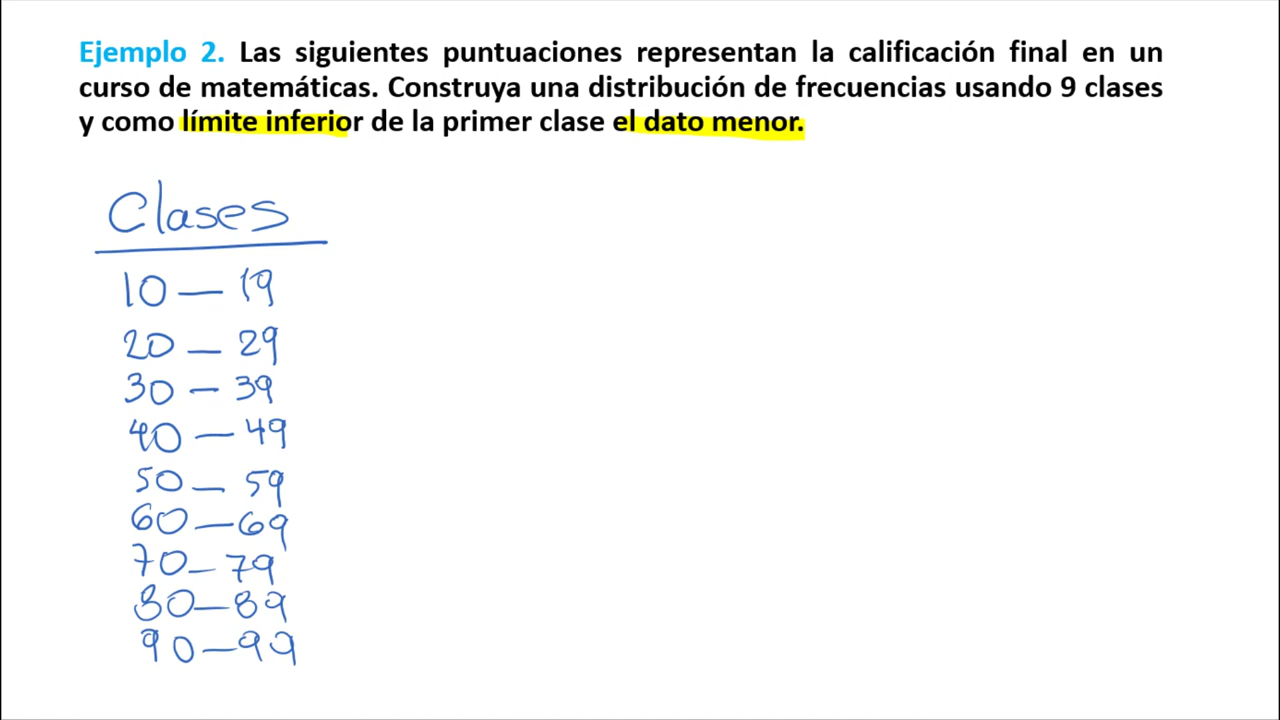 Ejemplo 2. Las siguientes puntuaciones representan la calificación final en un
curso de matemáticas. Construya una distribución de frecuencias usando 9 clases
y como límite inferior de la primer clase el dato menor.
Clases
10 — 19
20 — 29
30 — 39
40 — 49
50 — 59
60 — 69
70 — 79
80 — 89
90 — 99